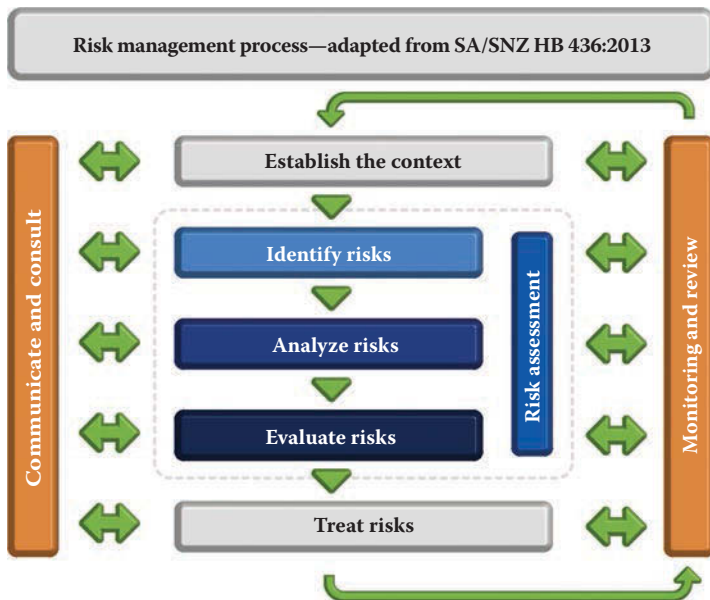 Risk management process—adapted from SA/SNZ HB 436:2013
Communicate and consult
Establish the context
Identify risks
Analyze risks
Evaluate risks
Risk assessment
Treat risks
Monitoring and review